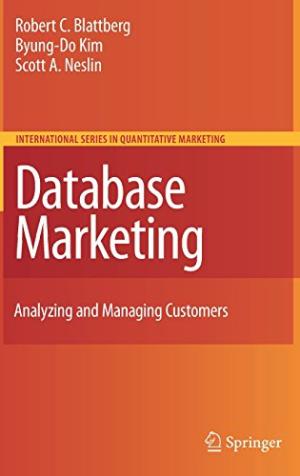 Robert C. Blattberg
Byung-Do Kim
Scott A. Neslin
INTERNATIONAL SERIES IN QUANTITATIVE MARKETING
Database
Marketing
Analyzing and Managing Customers
Springer